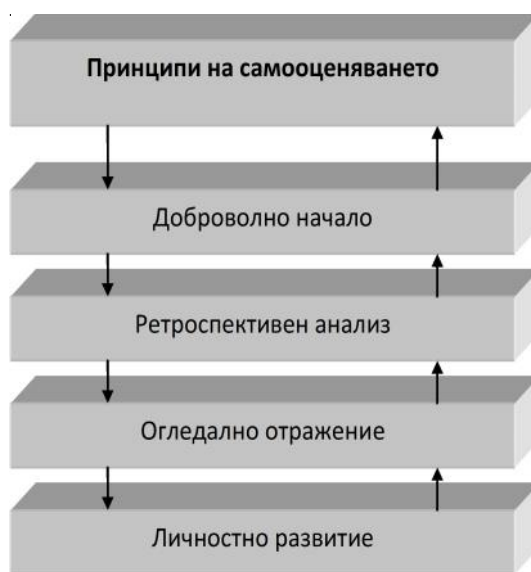 Принципи на самооценяването
Доброволно начало
Ретроспективен анализ
Огледално отражение
Личностно развитие